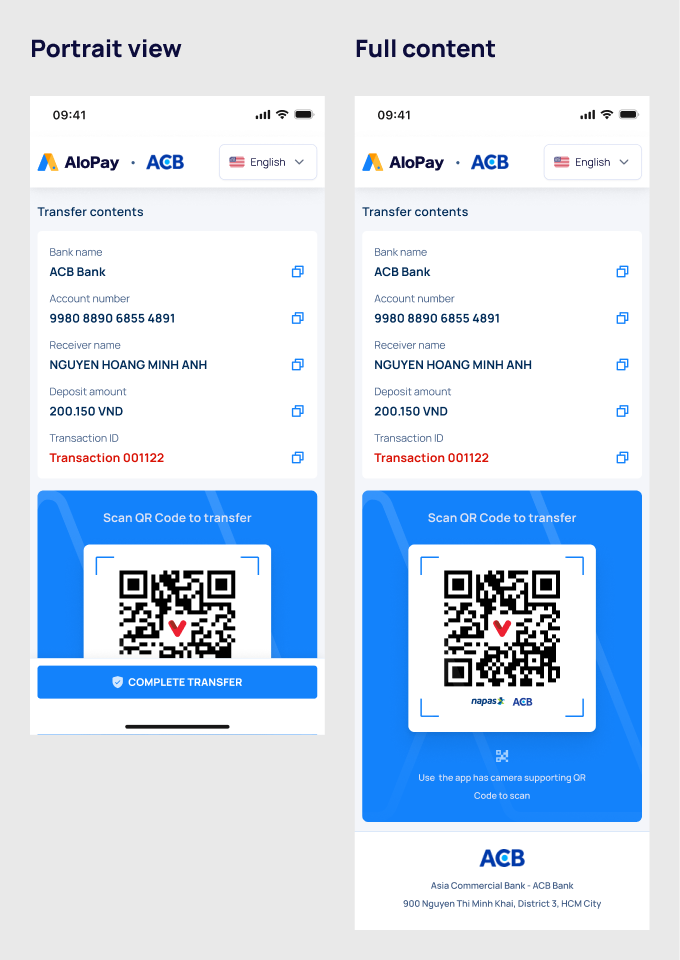 Portrait view
09:41
AloPay • ACB
English
Transfer contents
Bank name
ACB Bank
Account number
9980 8890 6855 4891
Receiver name
NGUYEN HOANG MINH ANH
Deposit amount
200.150 VND
Transaction ID
Transaction 001122
Scan QR Code to transfer
COMPLETE TRANSFER
Full content
09:41
AloPay • ACB
English
Transfer contents
Bank name
ACB Bank
Account number
9980 8890 6855 4891
Receiver name
NGUYEN HOANG MINH ANH
Deposit amount
200.150 VND
Transaction ID
Transaction 001122
Scan QR Code to transfer
napas ACB
Use the app has camera supporting QR
Code to scan
ACB
Asia Commercial Bank - ACB Bank
900 Nguyen Thi Minh Khai, District 3, HCM City